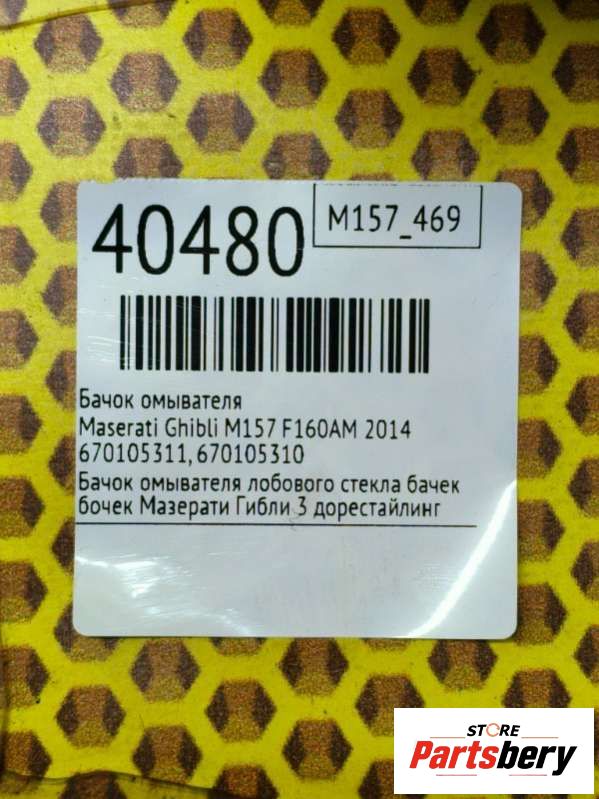 40480
M157_469
Бачок омывателя
Maserati Ghibli M157 F160AM 2014
670105311, 670105310
Бачок омывателя лобового стекла бачек
бочек Мазерати Гибли 3 дорестайлинг
STORE
Partsbery